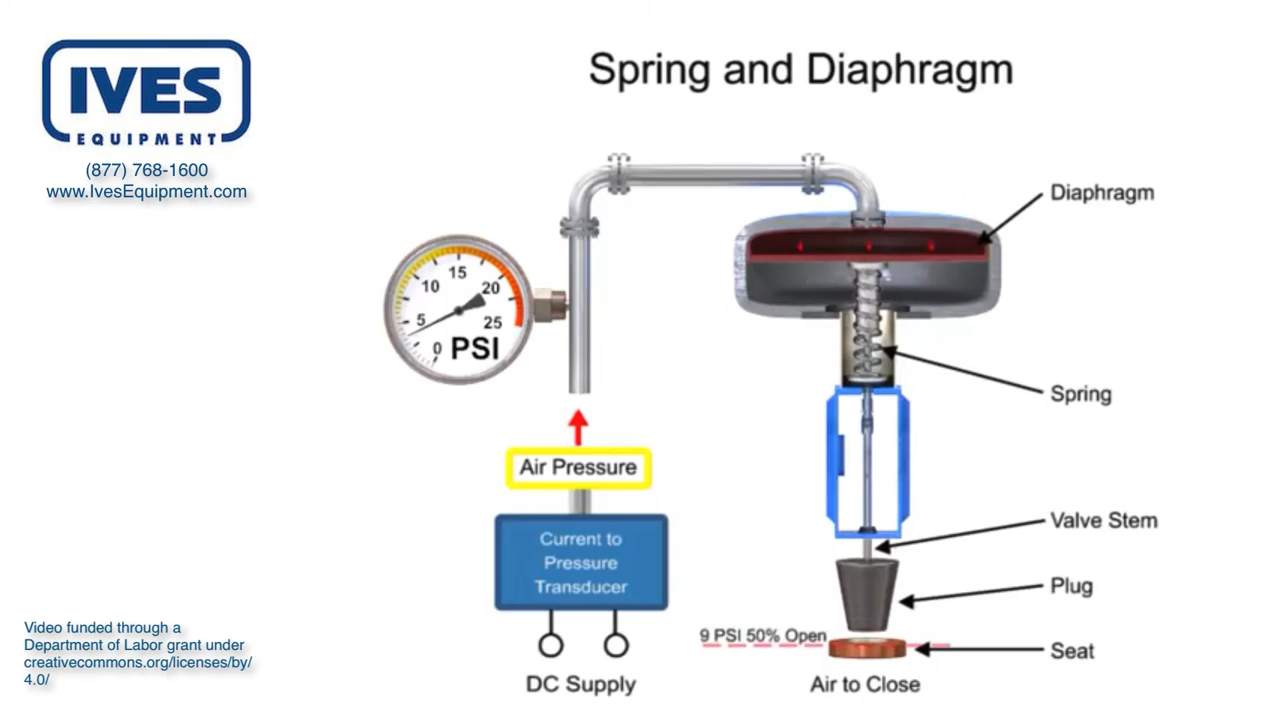 IVES
EQUIPMENT
(877) 768-1600
www.IvesEquipment.com
Spring and Diaphragm
Diaphragm
15
10
20
5
25
0
PSI
Spring
Air Pressure
Current to
Pressure
Transducer
Valve Stem
Plug
9 PSI 50% Open
Seat
DC Supply
Air to Close
Video funded through a
Department of Labor grant under
creativecommons.org/licenses/by/
4.0/